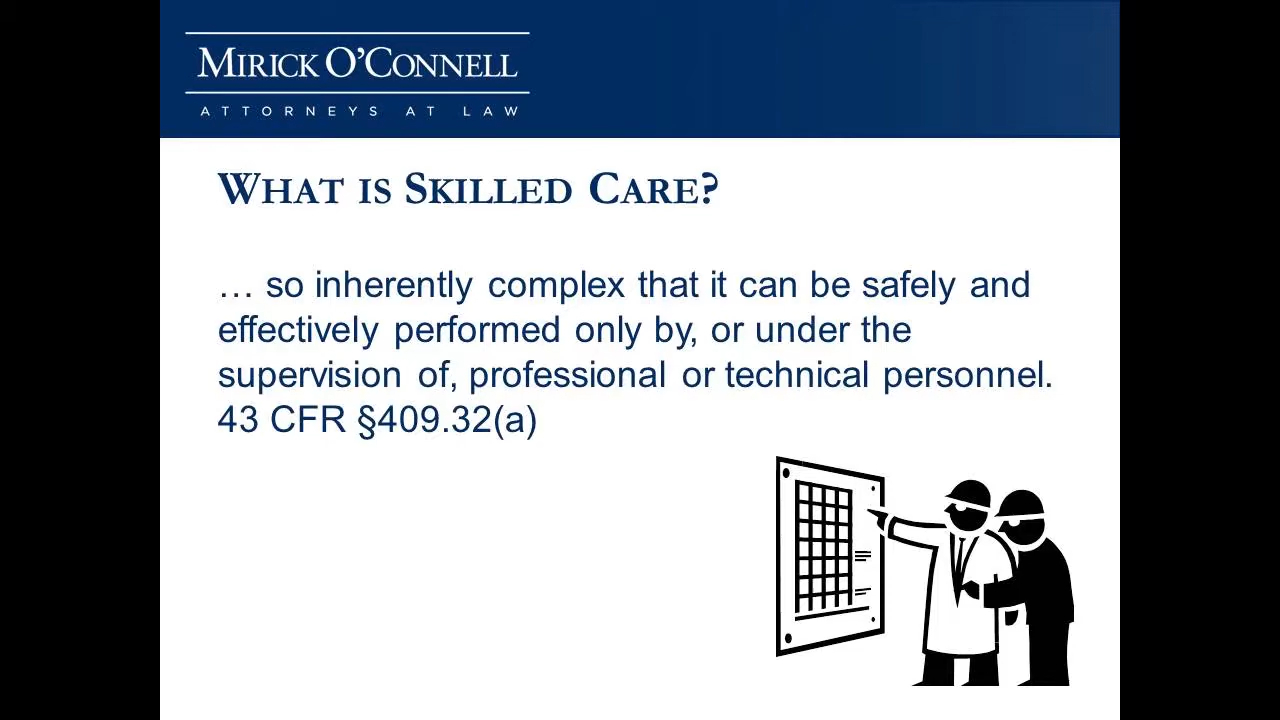 MIRICK O'CONNELL
ATTORNEYS AT LAW
WHAT IS SKILLED CARE?
… so inherently complex that it can be safely and
effectively performed only by, or under the
supervision of, professional or technical personnel.
43 CFR §409.32(a)